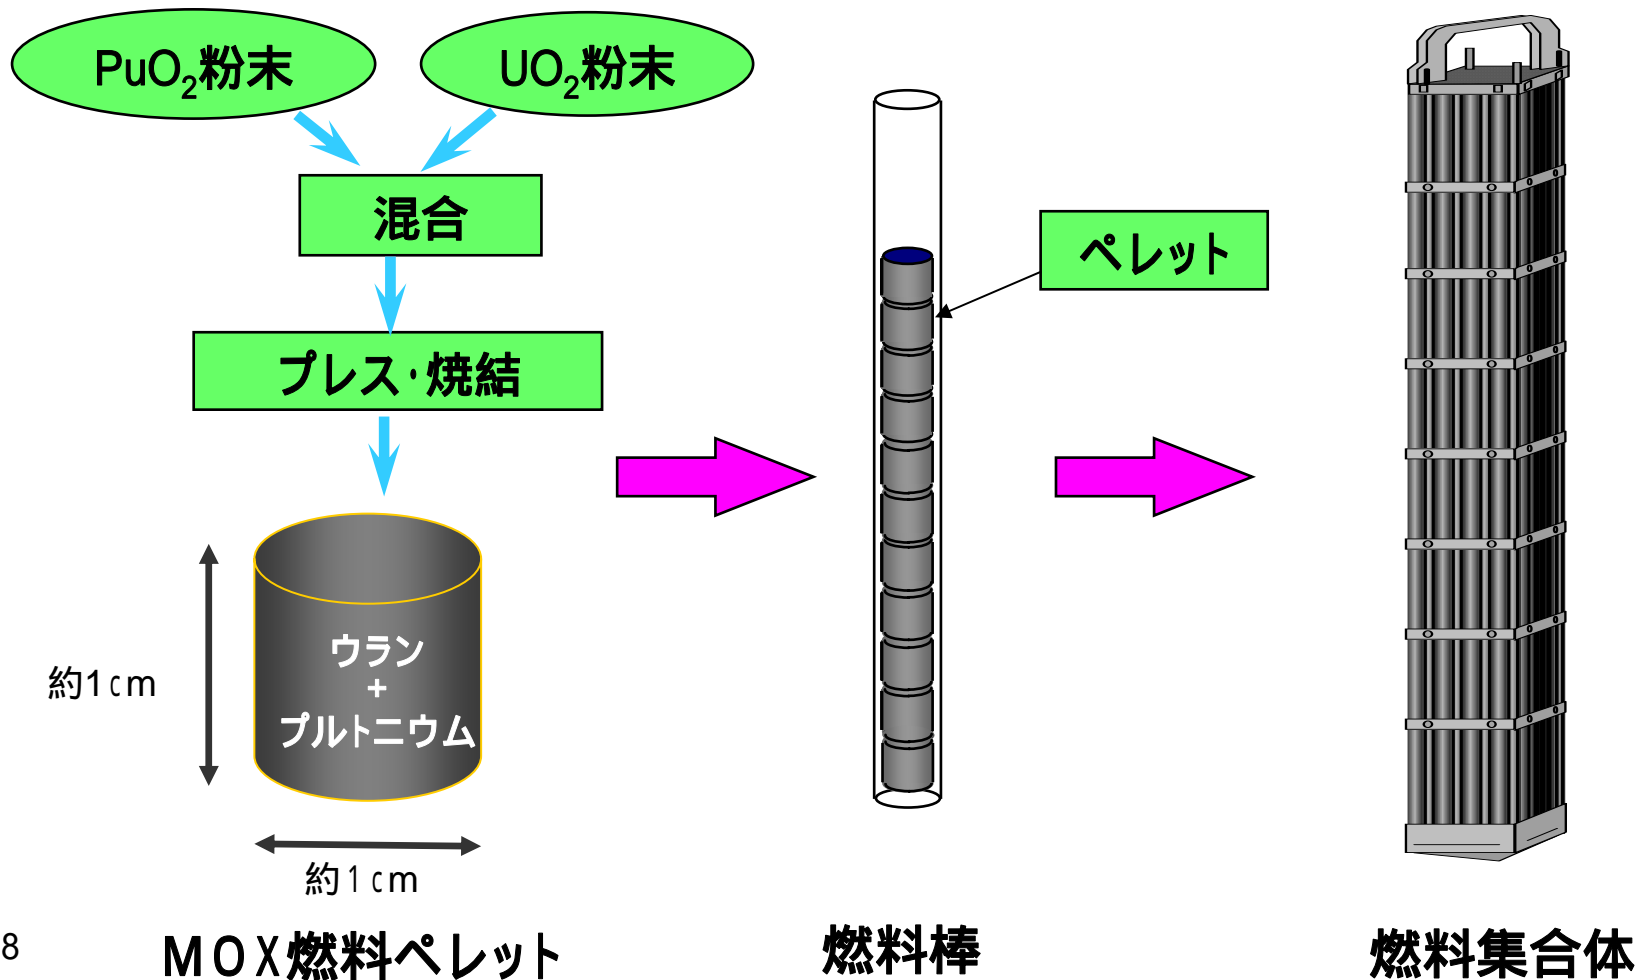 PuO₂粉末
UO₂粉末
混合
プレス・焼結
ペレット
ウラン
+
プルトニウム
約1cm
約1cm
MOX燃料ペレット
燃料棒
燃料集合体
8